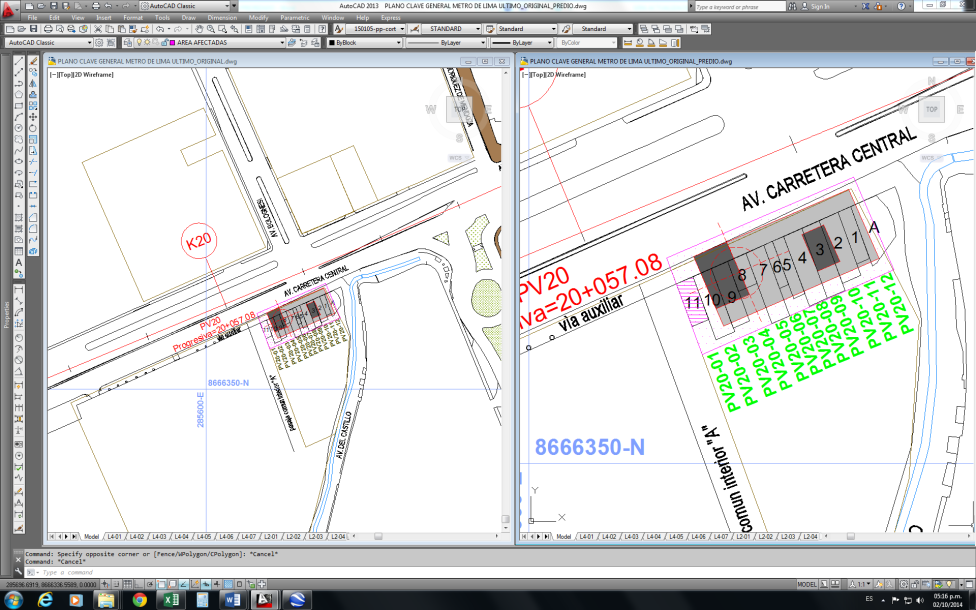 AutoCAD Classic
AutoCAD 2013 PLANO CLAVE GENERAL METRO DE LIMA ULTIMO_ORIGINAL_PREDIO.dwg
Type a keyword or phrase
Sign In
File Edit View Insert Format Tools Draw Dimension Modify Parametric Window Help Express
150105-pp-cort
STANDARD
Standard
Standard
AutoCAD Classic
AREA AFECTADAS
ByBlock
ByLayer
ByLayer
ByColor
PLANO CLAVE GENERAL METRO DE LIMA ULTIMO_ORIGINAL.dwg
[−][Top][2D Wireframe]
W
TOP
E
S
WCS
K20
AV. BOLOGNESI
AV. CARRETERA CENTRAL
PV20
Progresiva=20+057.08
8666350-N
285600-E
AV. DEL CASTILLO
Model L4-01 L4-02 L4-03 L4-04 L4-05 L4-06 L4-07 L2-01 L2-02 L2-03 L2-04
PLANO CLAVE GENERAL METRO DE LIMA ULTIMO_ORIGINAL_PREDIO.dwg
[−][Top][2D Wireframe]
N
W
TOP
E
S
WCS
AV. CARRETERA CENTRAL
PV20
iva=20+057.08
via auxiliar
11 10 9 8 7 6 5 4 3 2 1 A
PV20-01
PV20-02
PV20-03
PV20-04
PV20-05
PV20-06
PV20-07
PV20-08
PV20-09
PV20-10
PV20-11
PV20-12
8666350-N
comun interior "A"
Y
X
Model L4-01 L4-02 L4-03 L4-04 L4-05 L4-06 L4-07 L2-01 L2-02 L2-03 L2-04
Properties
Command: Specify opposite corner or [Fence/WPolygon/CPolygon]: *Cancel*
Command: *Cancel*
Type a command
MODEL
1:1
ES
05:16 p.m.
02/10/2014